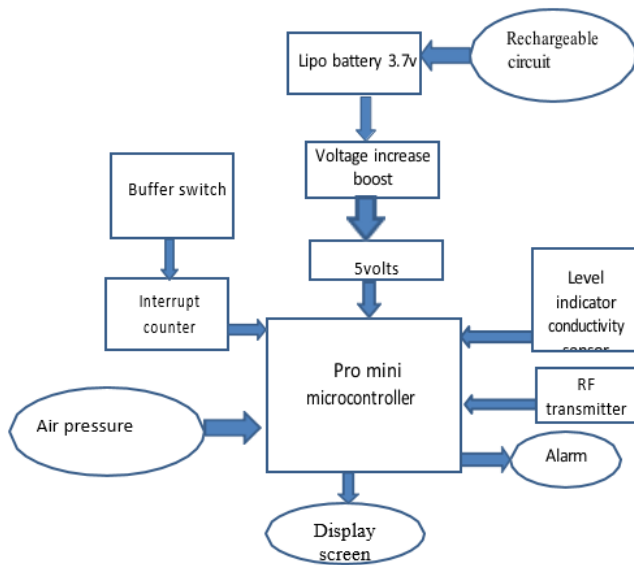 Rechargeable
circuit
Lipo battery 3.7v
Voltage increase
boost
Buffer switch
5volts
Interrupt
counter
Level
indicator
conductivity
sensor
Pro mini
microcontroller
RF
transmitter
Air pressure
Alarm
Display
screen